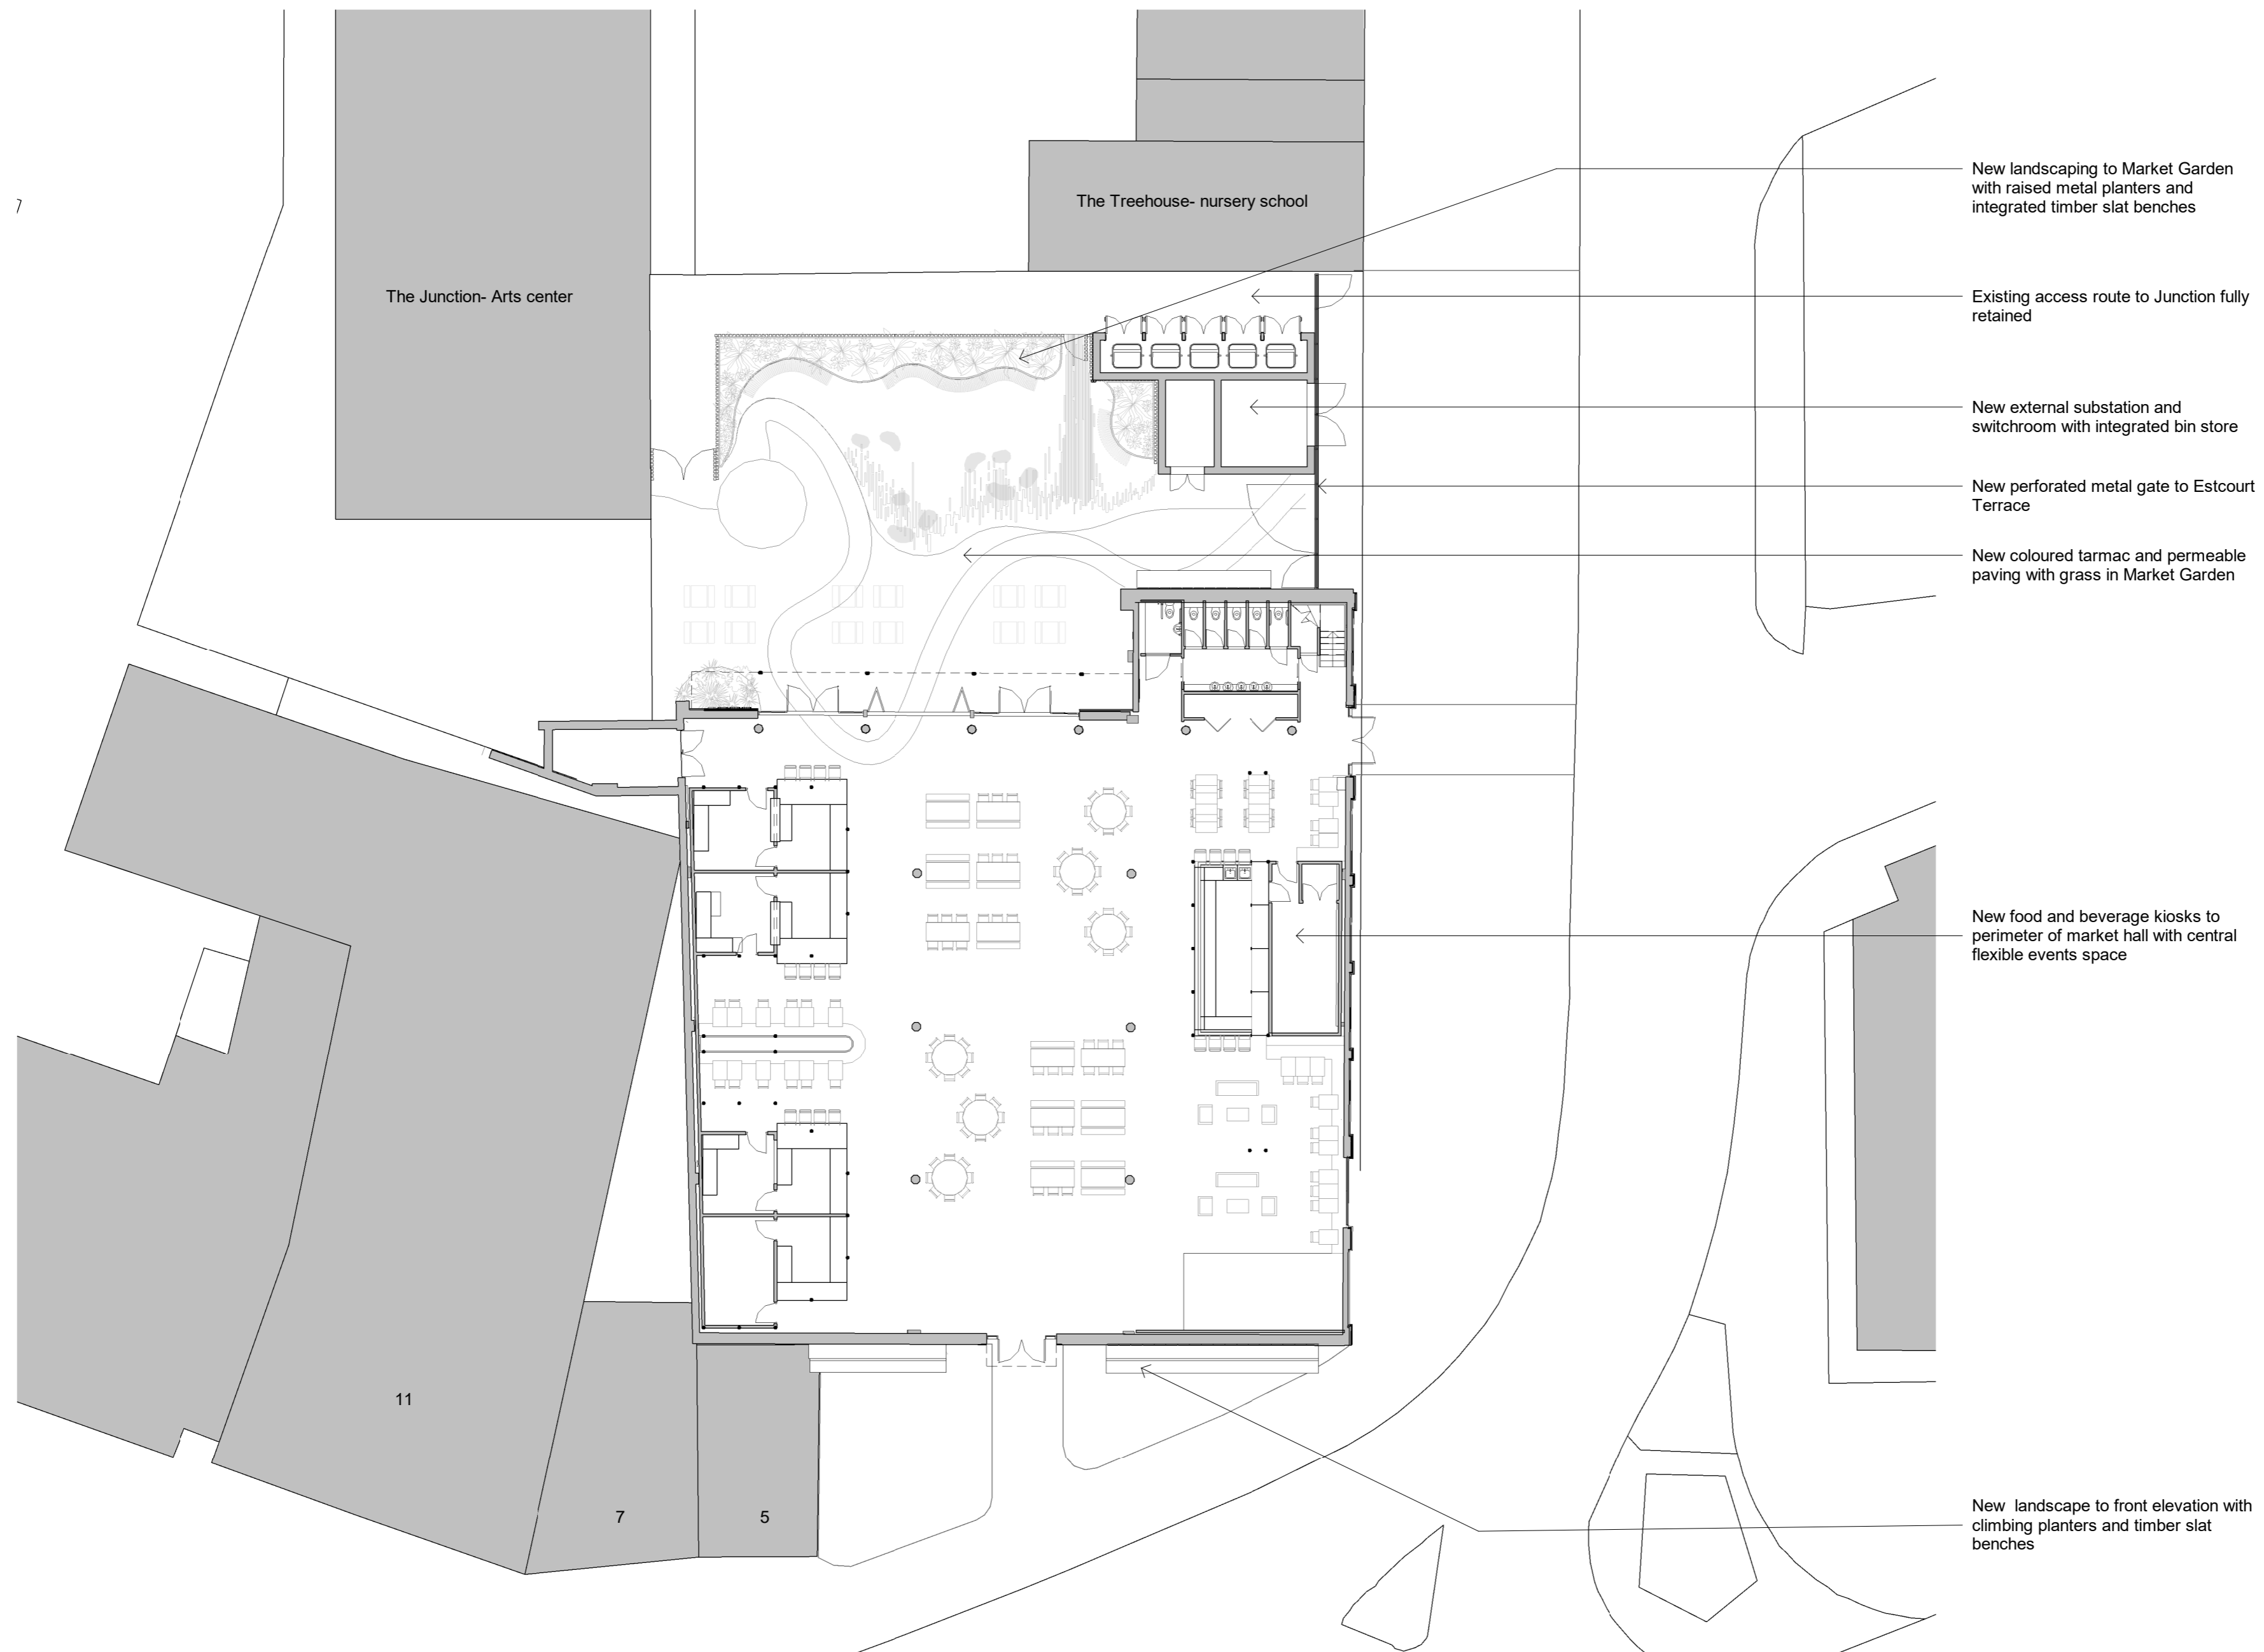 New landscaping to Market Garden
with raised metal planters and
integrated timber slat benches
The Treehouse- nursery school
The Junction- Arts center
Existing access route to Junction fully
retained
New external substation and
switchroom with integrated bin store
New perforated metal gate to Estcourt
Terrace
New coloured tarmac and permeable
paving with grass in Market Garden
New food and beverage kiosks to
perimeter of market hall with central
flexible events space
11
7
5
New  landscape to front elevation with
climbing planters and timber slat
benches